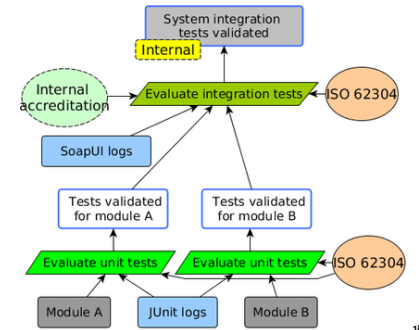 System integration
tests validated
Internal
Internal
accreditation
Evaluate integration tests
ISO 62304
SoapUI logs
Tests validated
for module A
Tests validated
for module B
Evaluate unit tests
Evaluate unit tests
ISO 62304
Module A
JUnit logs
Module B